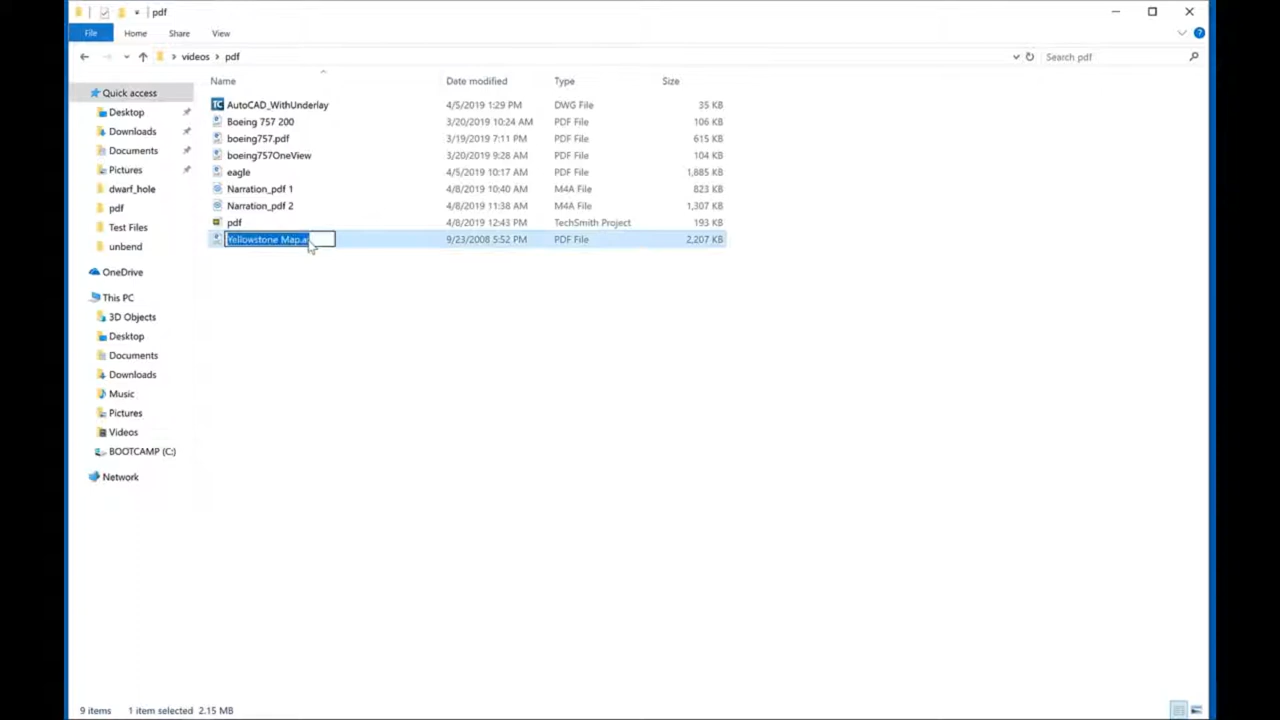 pdf
File Home Share View
videos pdf Search pdf
Name Date modified Type Size
Quick access
Desktop
Downloads
Documents
Pictures
dwarf_hole
pdf
Test Files
unbend
OneDrive
This PC
3D Objects
Desktop
Documents
Downloads
Music
Pictures
Videos
BOOTCAMP (C:)
Network
AutoCAD_WithUnderlay 4/5/2019 1:29 PM DWG File 35 KB
Boeing 757 200 3/20/2019 10:24 AM PDF File 106 KB
boeing757.pdf 3/19/2019 7:11 PM PDF File 615 KB
boeing757OneView 3/20/2019 9:28 AM PDF File 104 KB
eagle 4/5/2019 10:17 AM PDF File 1,885 KB
Narration_pdf 1 4/8/2019 10:40 AM M4A File 823 KB
Narration_pdf 2 4/8/2019 11:38 AM M4A File 1,307 KB
pdf 4/8/2019 12:43 PM TechSmith Project 193 KB
Yellowstone 9/23/2008 5:52 PM PDF File 2,207 KB
9 items 1 item selected 2.15 MB